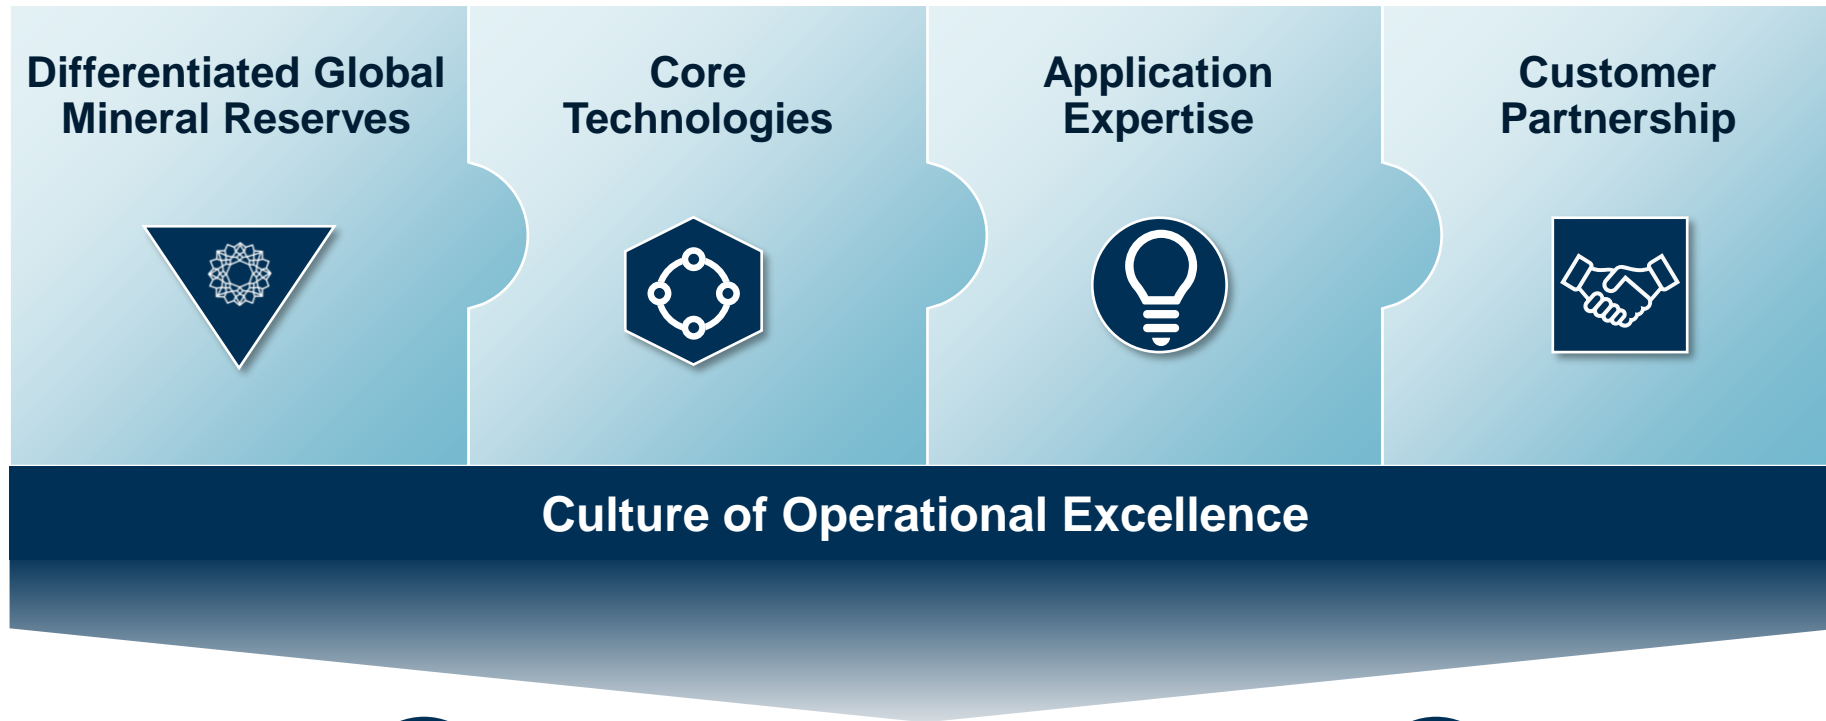 Differentiated Global
Mineral Reserves
Core
Technologies
Application
Expertise
Customer
Partnership
Culture of Operational Excellence